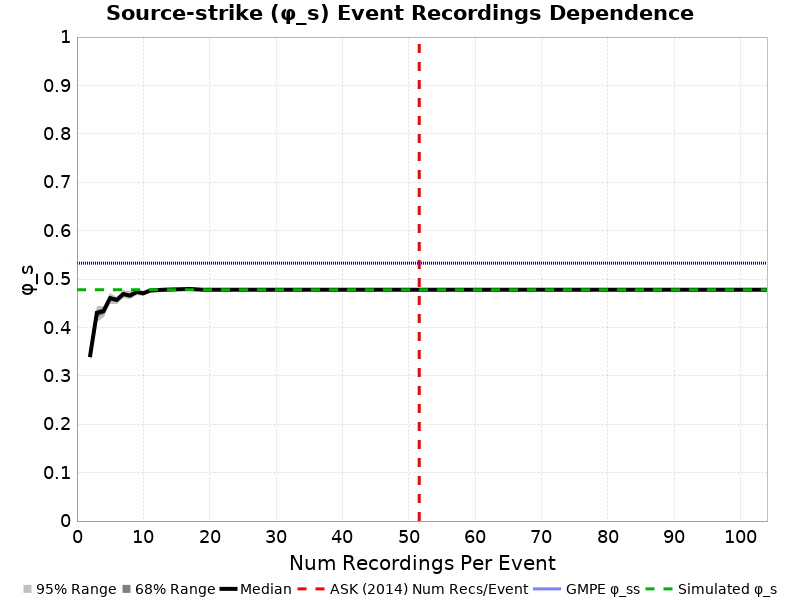 Source-strike (φ_s) Event Recordings Dependence
1
0.9
0.8
0.7
0.6
0.5
0.4
0.3
0.2
0.1
0
φ_s
0 10 20 30 40 50 60 70 80 90 100
Num Recordings Per Event
95% Range 68% Range Median ASK (2014) Num Recs/Event GMPE φ_ss Simulated φ_s